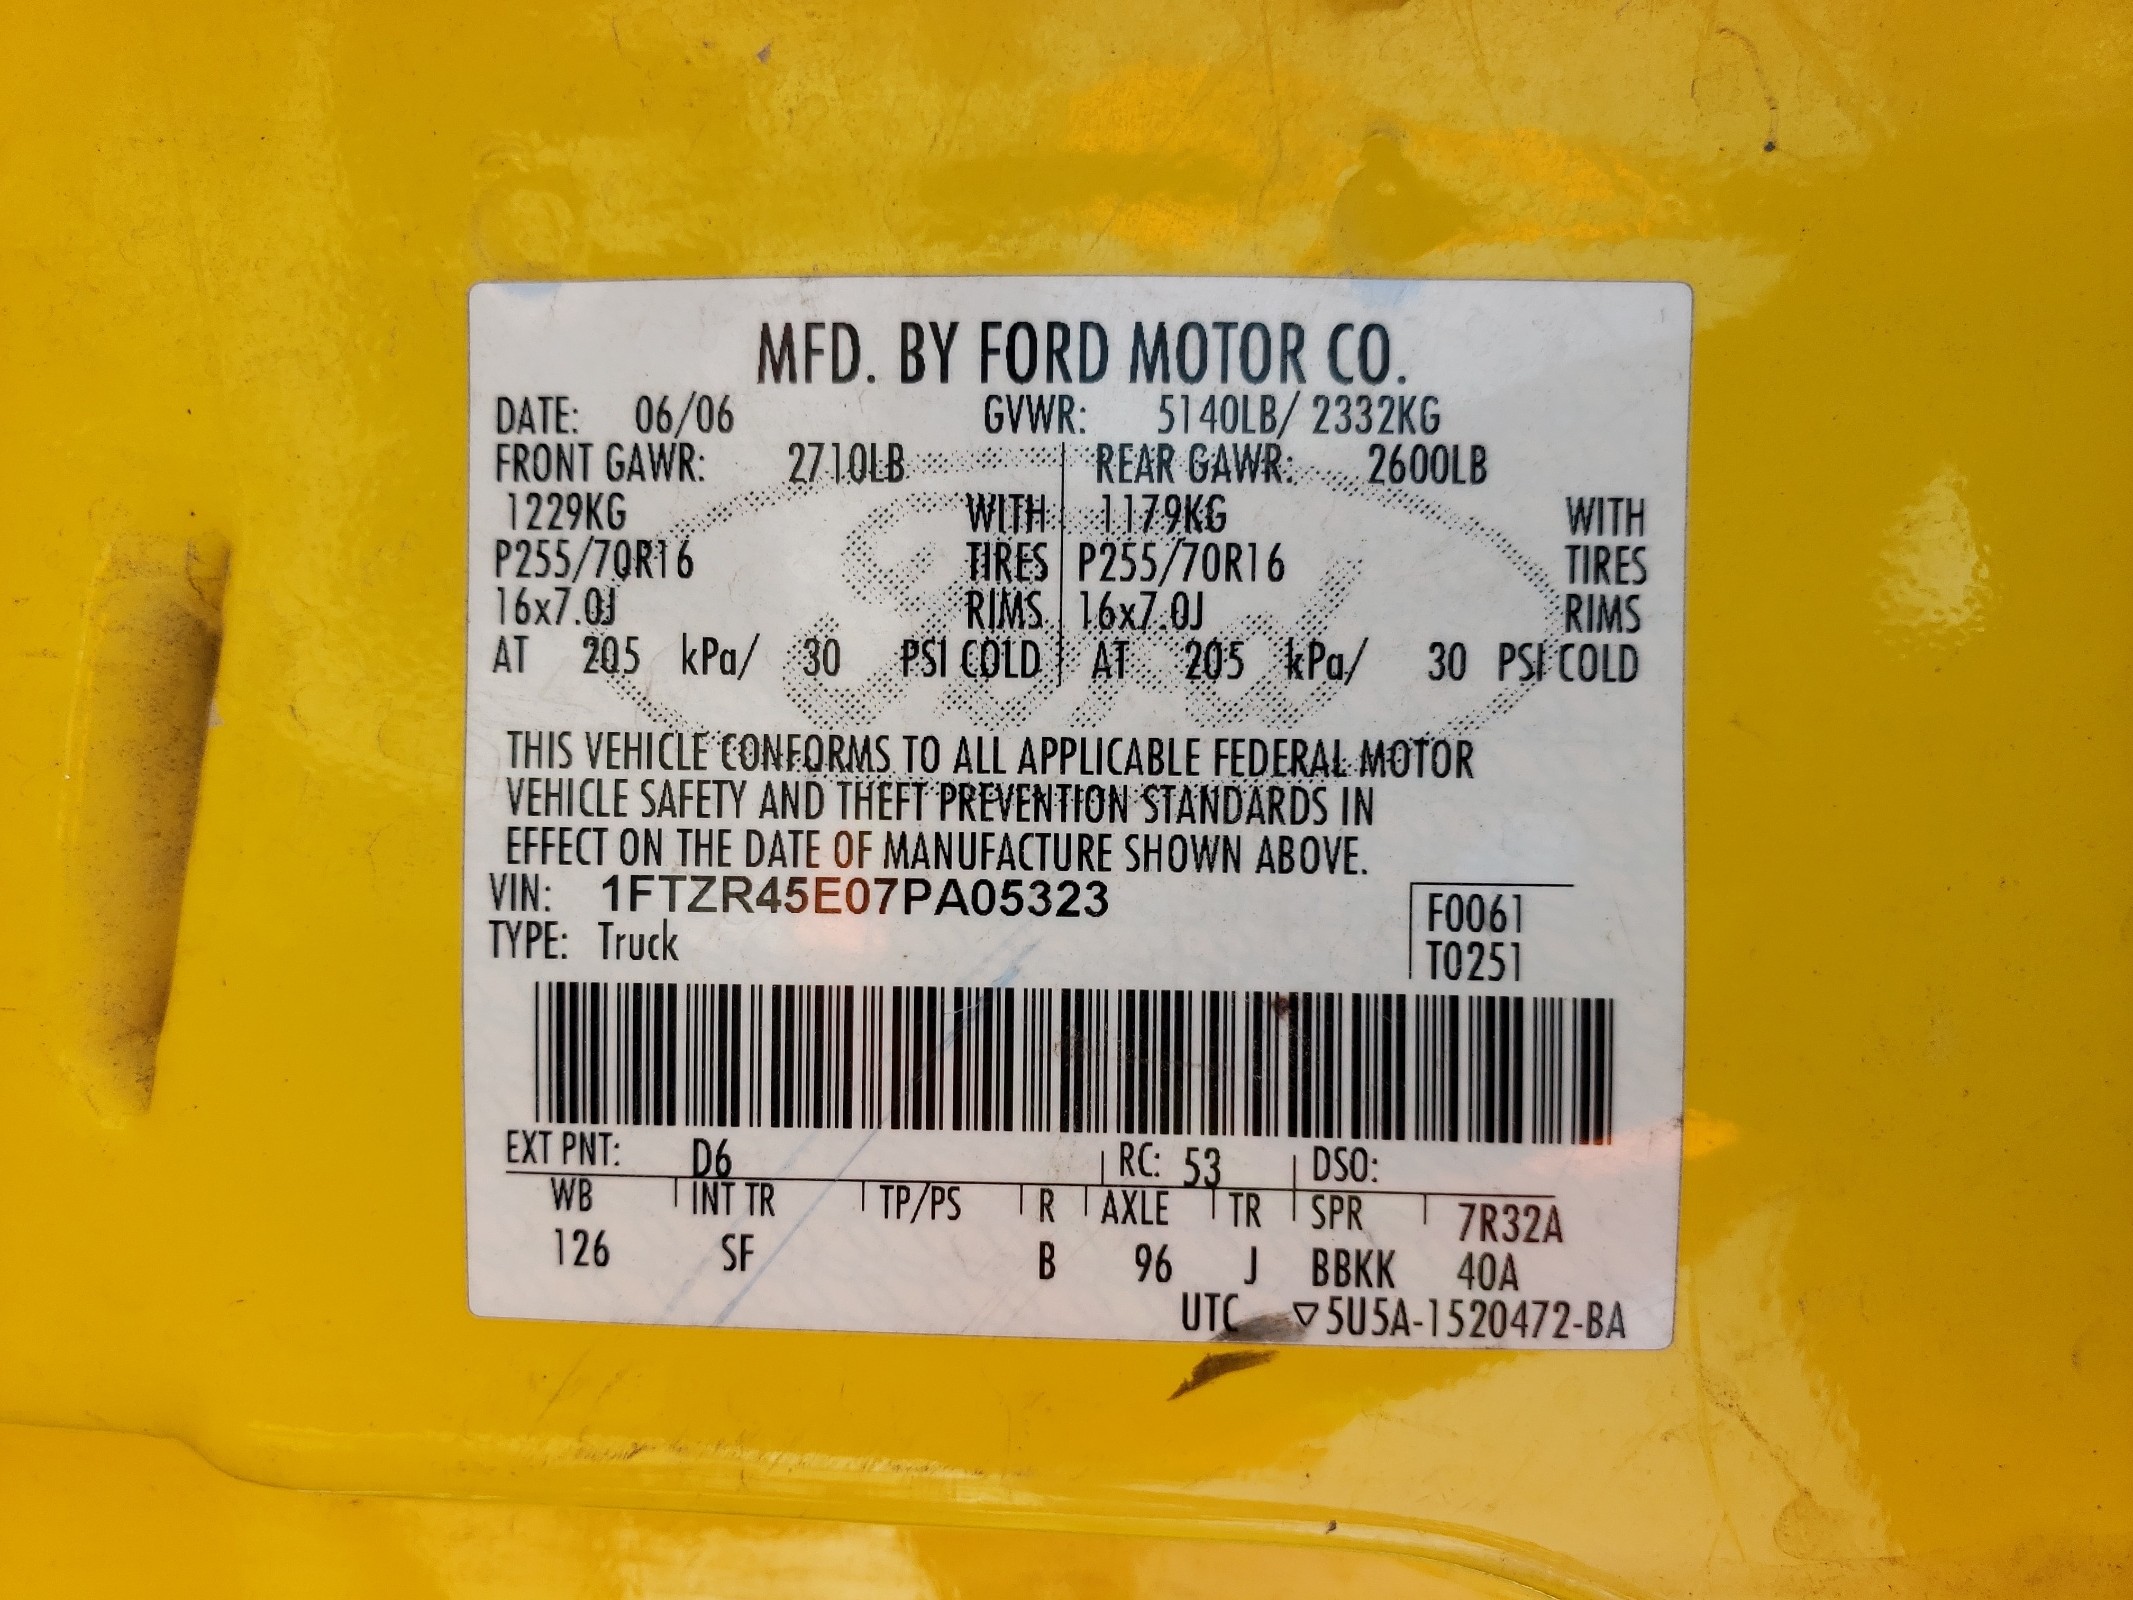 MFD. BY FORD MOTOR CO.
DATE: 06/06 GVWR: 5140LB/ 2332KG
FRONT GAWR: 2710LB REAR GAWR: 2600LB
1229KG WITH 1179KG WITH
P255/70R16 TIRES P255/70R16 TIRES
16x7.0J RIMS 16x7.0J RIMS
AT 205 kPa/ 30 PSI COLD AT 205 kPa/ 30 PSI COLD
Ford
THIS VEHICLE CONFORMS TO ALL APPLICABLE FEDERAL MOTOR
VEHICLE SAFETY AND THEFT PREVENTION STANDARDS IN
EFFECT ON THE DATE OF MANUFACTURE SHOWN ABOVE.
VIN: 1FTZR45E07PA05323 F0061
TYPE: Truck T0251
EXT PNT: D6 RC: 53 DSO:
WB INT TR TP/PS R AXLE TR SPR 7R32A
126 SF B 96 J BBKK 40A
UTC ▽5U5A-1520472-BA